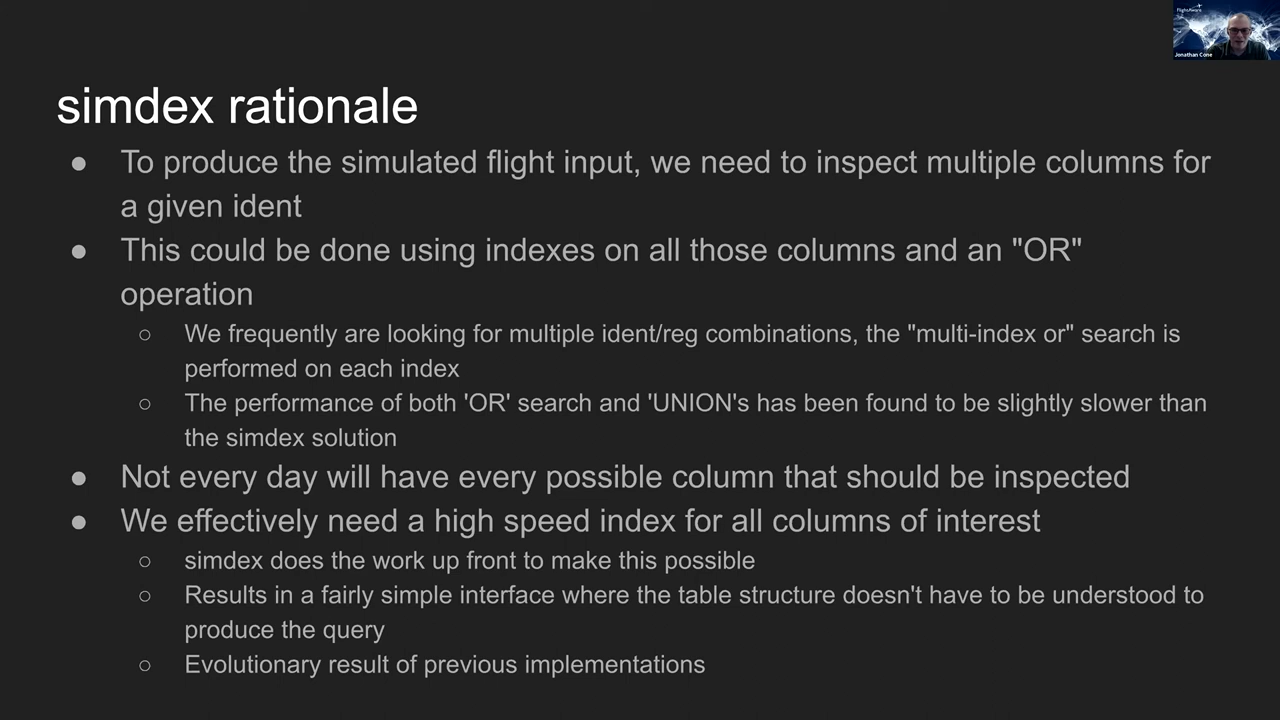 FlightAware
Jonathan Cone
simdex rationale
● To produce the simulated flight input, we need to inspect multiple columns for
a given ident
● This could be done using indexes on all those columns and an "OR"
operation
○ We frequently are looking for multiple ident/reg combinations, the "multi-index or" search is
performed on each index
○ The performance of both 'OR' search and 'UNION's has been found to be slightly slower than
the simdex solution
● Not every day will have every possible column that should be inspected
● We effectively need a high speed index for all columns of interest
○ simdex does the work up front to make this possible
○ Results in a fairly simple interface where the table structure doesn't have to be understood to
produce the query
○ Evolutionary result of previous implementations